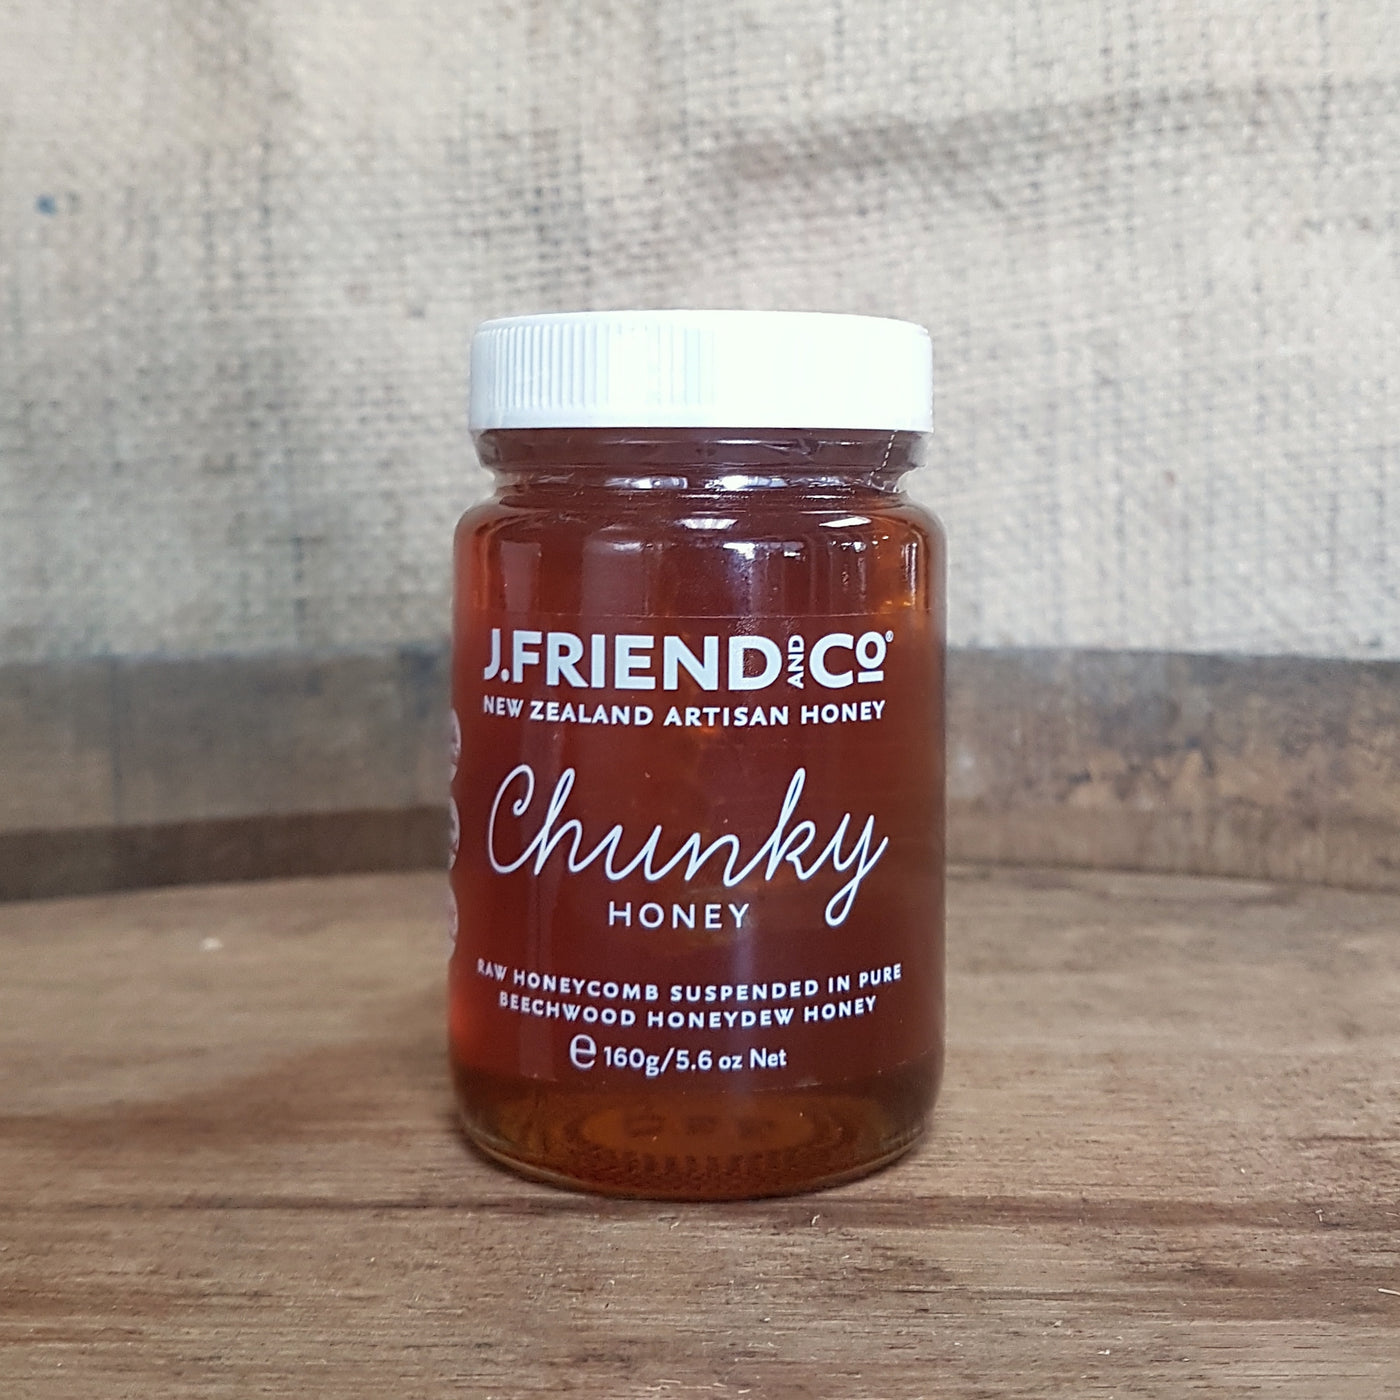 J.FRIEND AND Co®
NEW ZEALAND ARTISAN HONEY
Chunky
HONEY
RAW HONEYCOMB SUSPENDED IN PURE
BEECHWOOD HONEYDEW HONEY
℮ 160g/5.6 oz Net